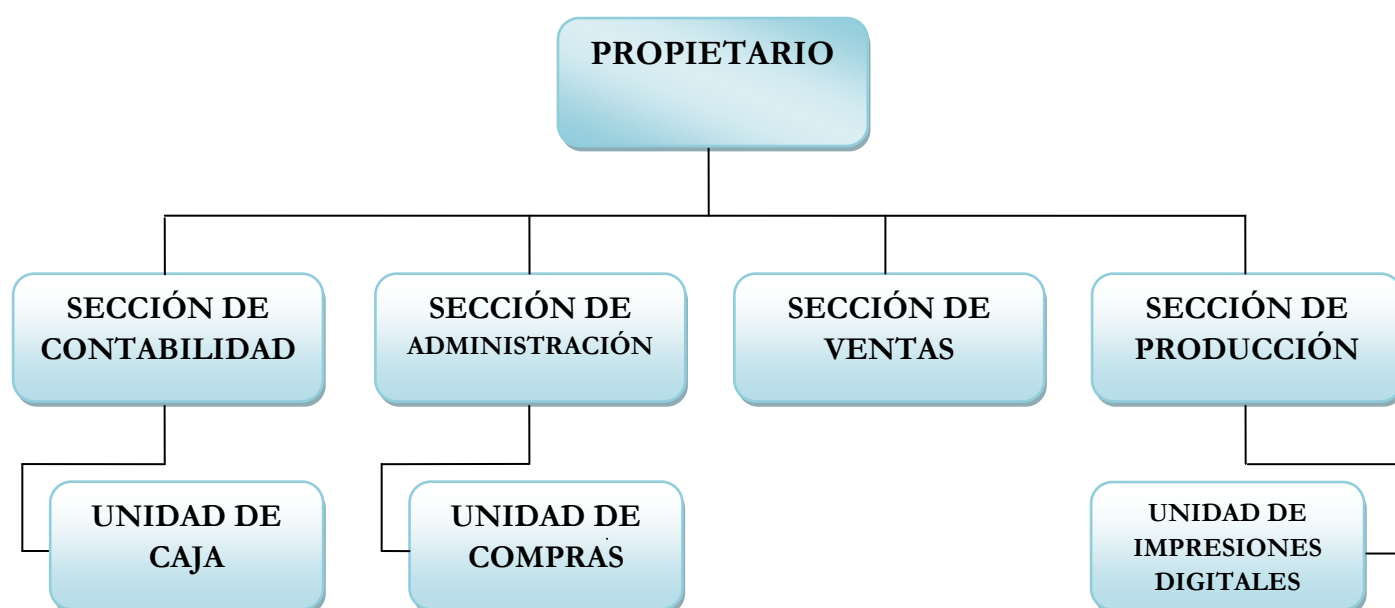 PROPIETARIO
SECCIÓN DE
CONTABILIDAD
SECCIÓN DE
ADMINISTRACIÓN
SECCIÓN DE
VENTAS
SECCIÓN DE
PRODUCCIÓN
UNIDAD DE
CAJA
UNIDAD DE
COMPRAS
UNIDAD DE
IMPRESIONES
DIGITALES